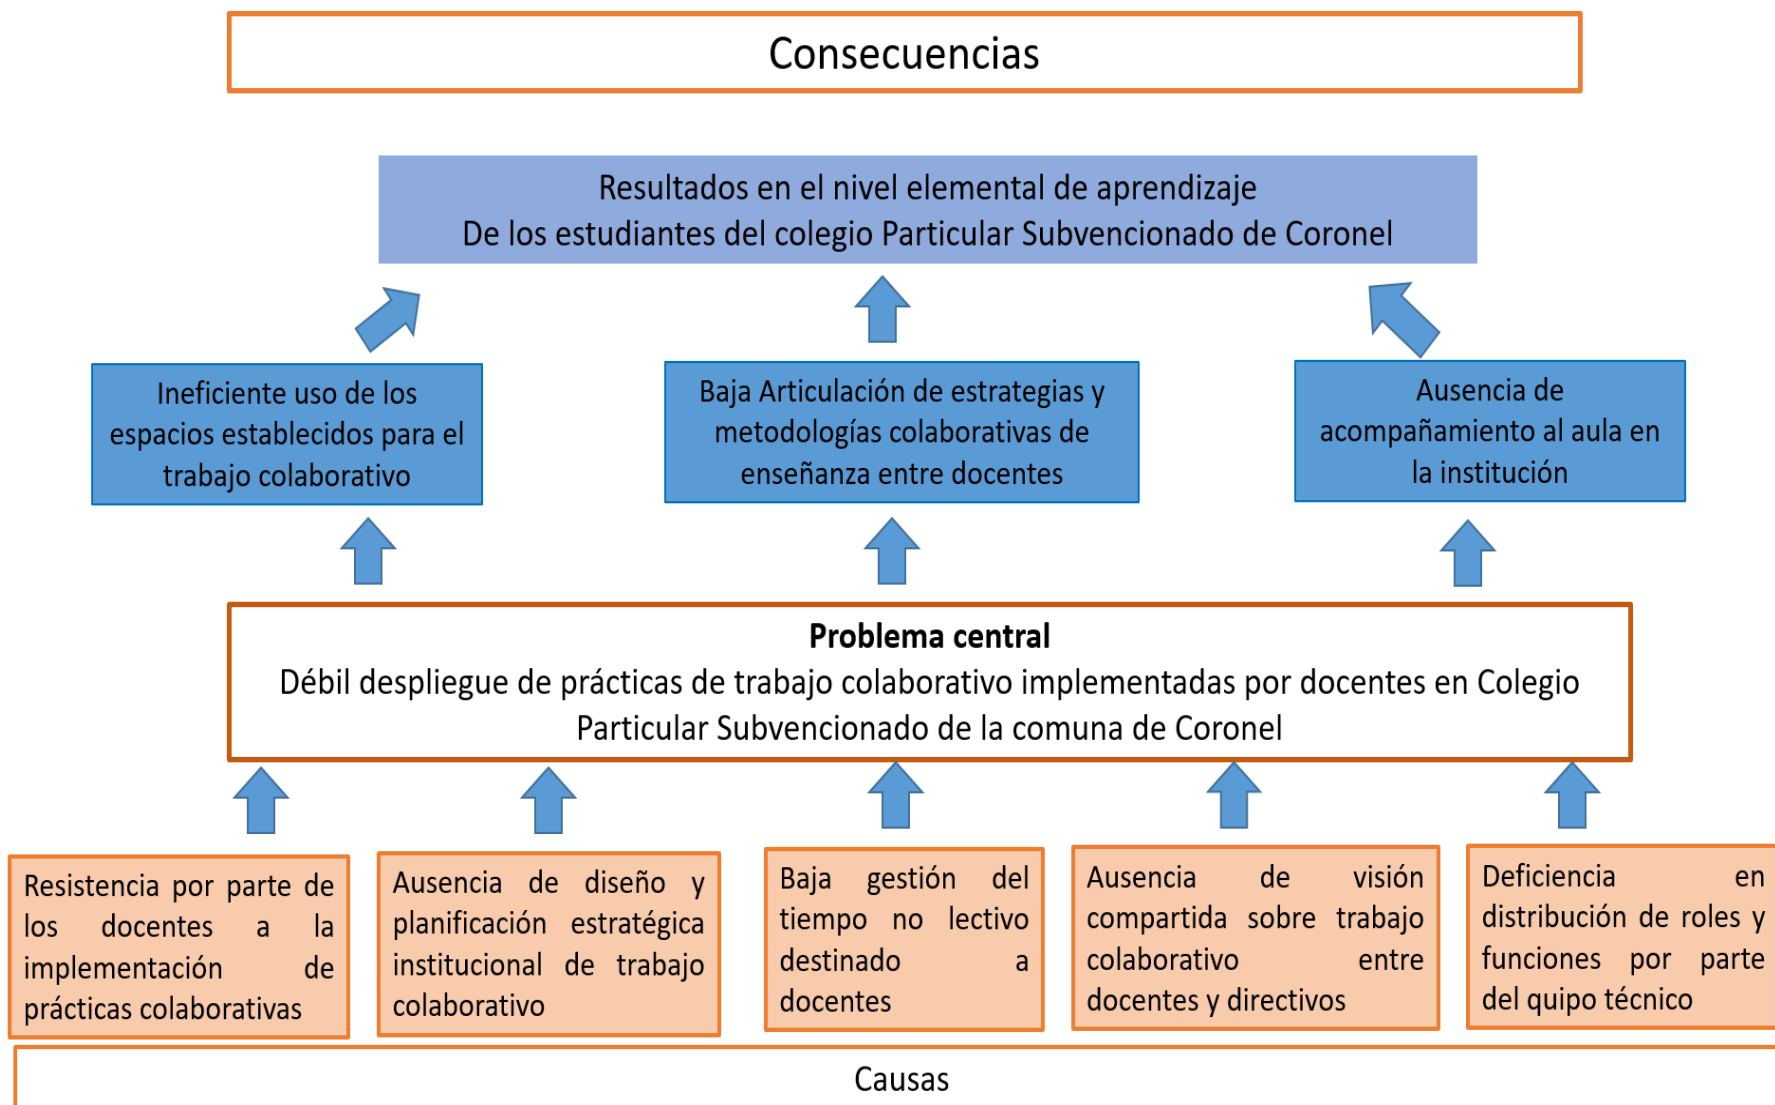 Consecuencias
Resultados en el nivel elemental de aprendizaje
De los estudiantes del colegio Particular Subvencionado de Coronel
Ineficiente uso de los
espacios establecidos para el
trabajo colaborativo
Baja Articulación de estrategias y
metodologías colaborativas de
enseñanza entre docentes
Ausencia de
acompañamiento al aula en
la institución
Problema central
Débil despliegue de prácticas de trabajo colaborativo implementadas por docentes en Colegio
Particular Subvencionado de la comuna de Coronel
Resistencia por parte de
los docentes a la
implementación de
prácticas colaborativas
Ausencia de diseño y
planificación estratégica
institucional de trabajo
colaborativo
Baja gestión del
tiempo no lectivo
destinado a
docentes
Ausencia de visión
compartida sobre trabajo
colaborativo entre
docentes y directivos
Deficiencia en
distribución de roles y
funciones por parte
del quipo técnico
Causas